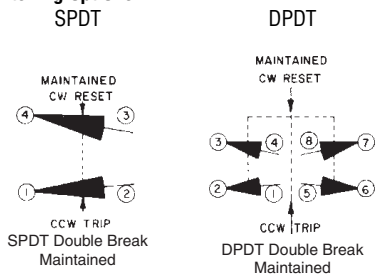 SPDT
DPDT
MAINTAINED
CW RESET
4
3
1
2
CCW TRIP
SPDT Double Break
Maintained
MAINTAINED
CW RESET
3
4
8
7
2
1
5
6
CCW TRIP
DPDT Double Break
Maintained